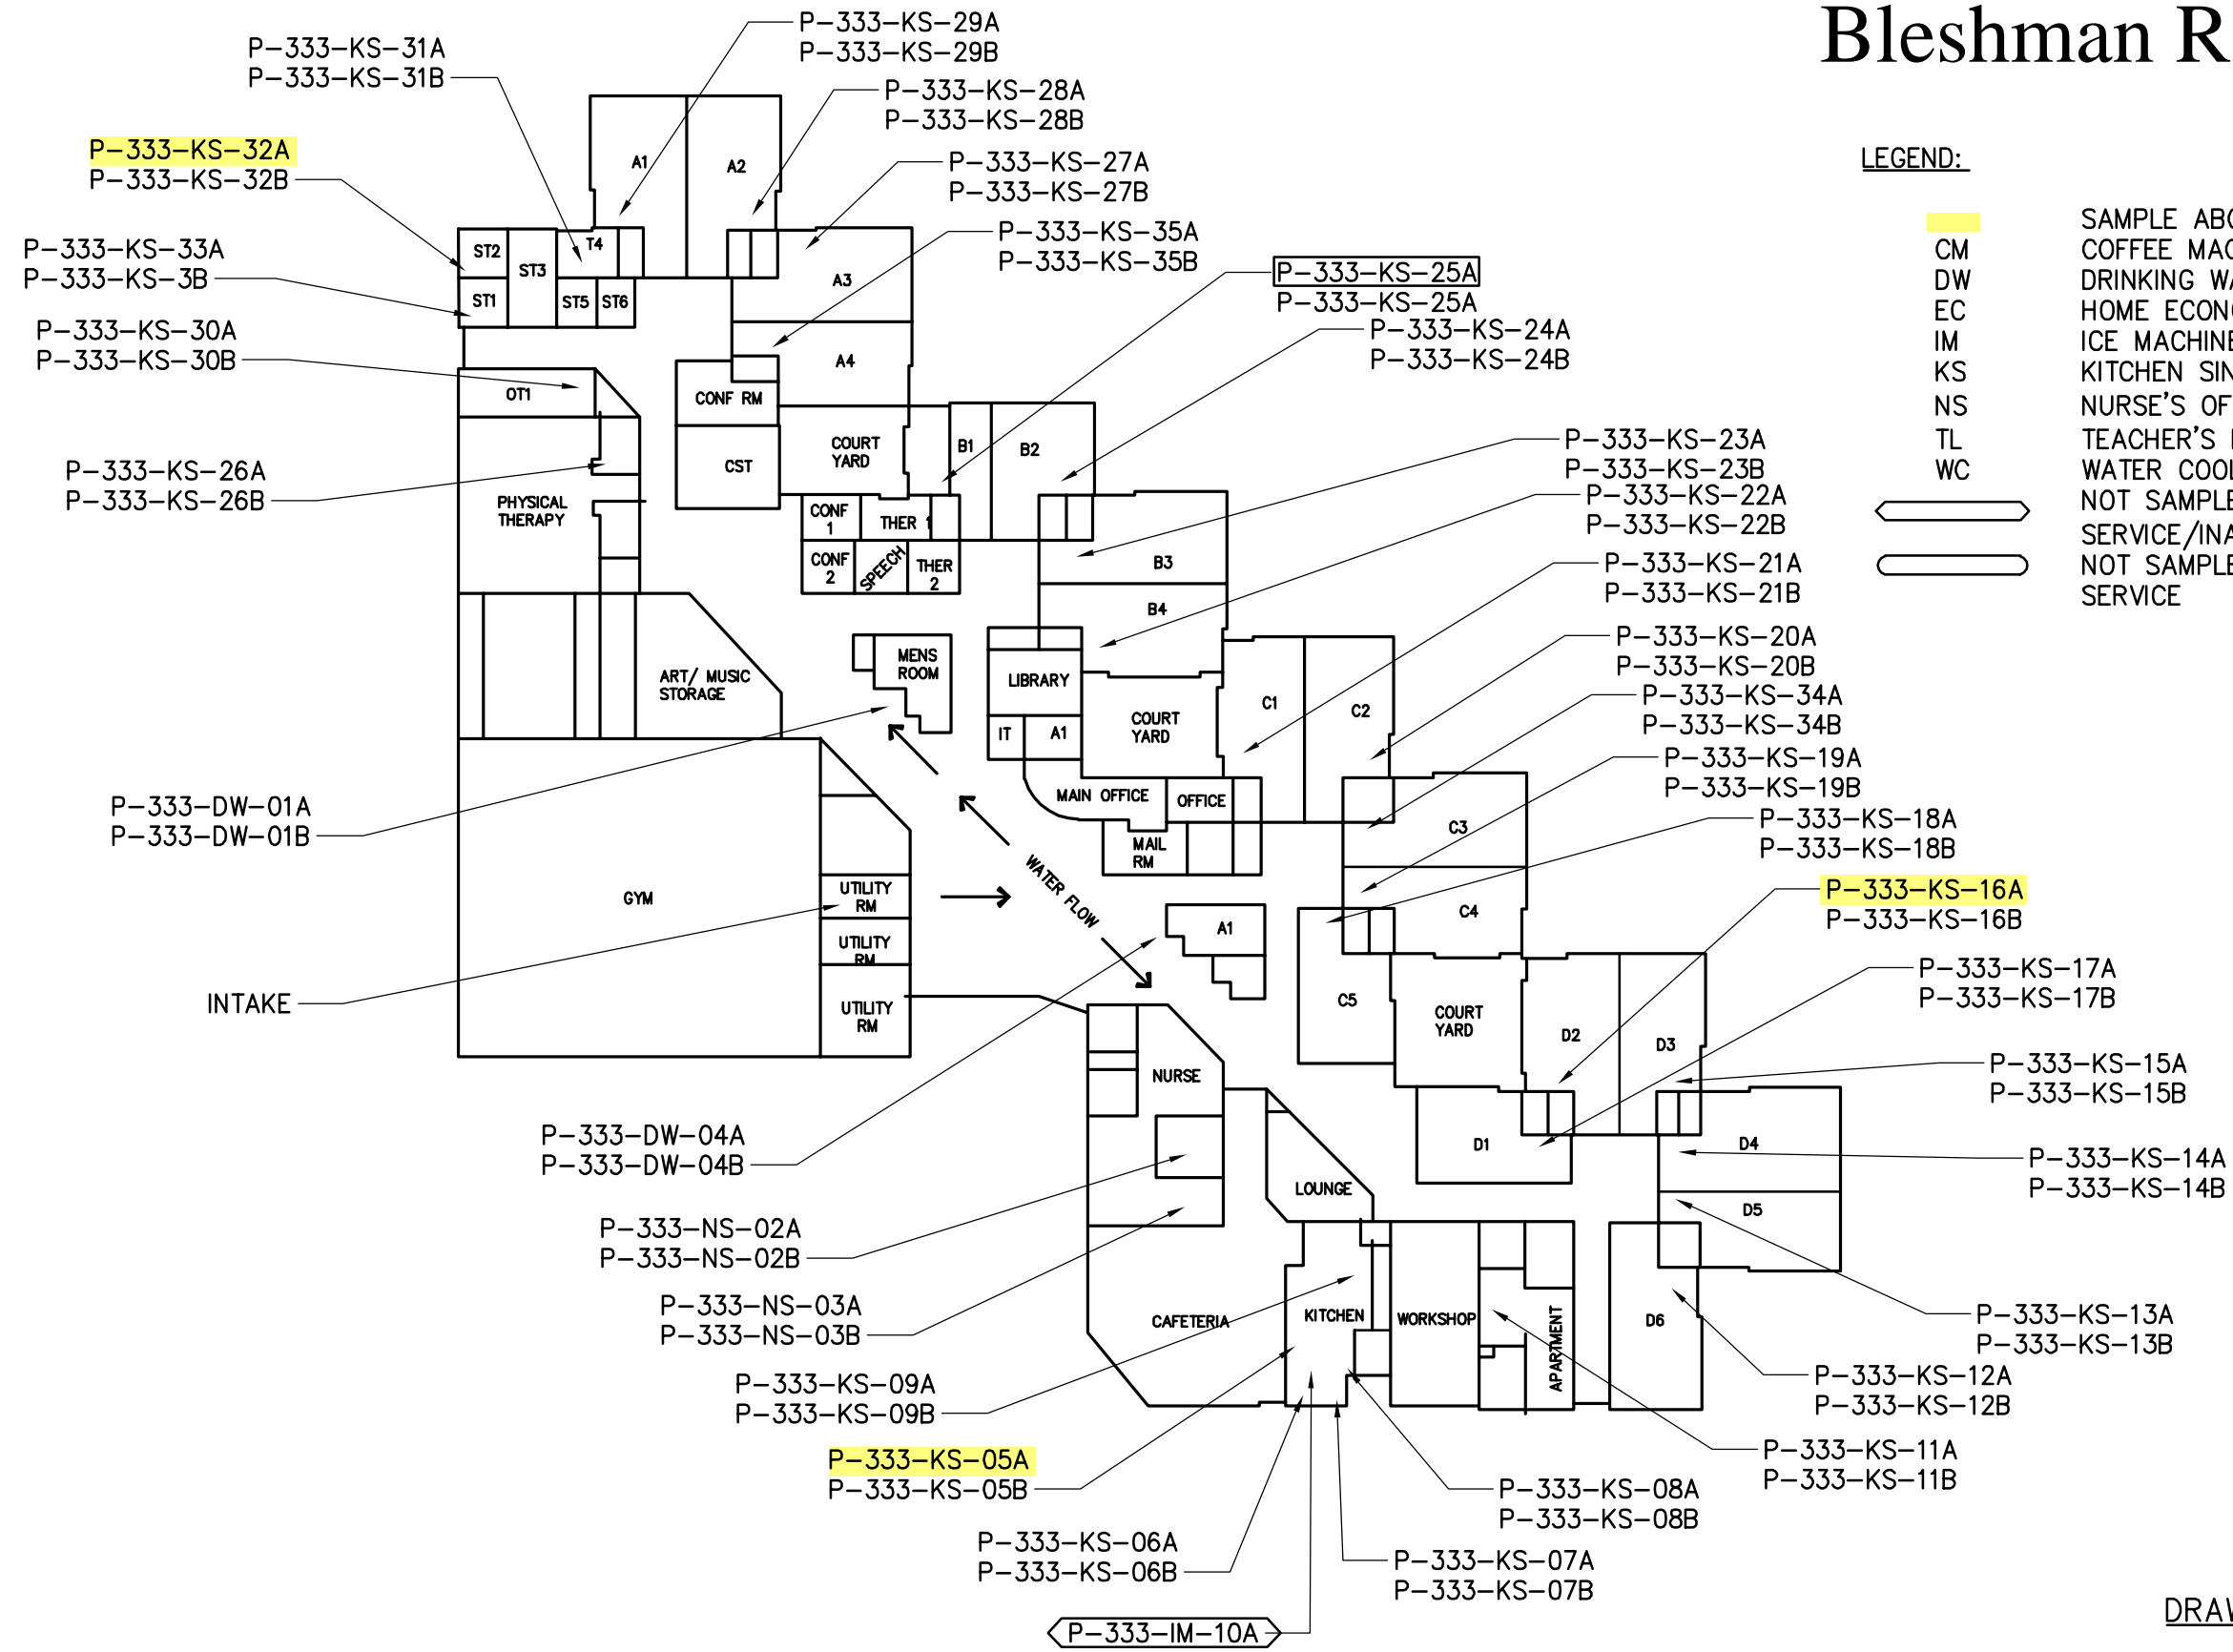 Bleshman R
P-333-KS-29A
P-333-KS-29B
P-333-KS-31A
P-333-KS-31B
P-333-KS-28A
P-333-KS-28B
P-333-KS-32A
P-333-KS-32B
P-333-KS-27A
P-333-KS-27B
P-333-KS-33A
P-333-KS-3B
P-333-KS-35A
P-333-KS-35B
P-333-KS-25A
P-333-KS-25A
P-333-KS-30A
P-333-KS-30B
P-333-KS-24A
P-333-KS-24B
P-333-KS-26A
P-333-KS-26B
P-333-KS-23A
P-333-KS-23B
P-333-KS-22A
P-333-KS-22B
P-333-KS-21A
P-333-KS-21B
P-333-KS-20A
P-333-KS-20B
P-333-KS-34A
P-333-KS-34B
P-333-KS-19A
P-333-KS-19B
P-333-DW-01A
P-333-DW-01B
P-333-KS-18A
P-333-KS-18B
P-333-KS-16A
P-333-KS-16B
P-333-KS-17A
P-333-KS-17B
INTAKE
P-333-KS-15A
P-333-KS-15B
P-333-DW-04A
P-333-DW-04B
P-333-KS-14A
P-333-KS-14B
P-333-NS-02A
P-333-NS-02B
P-333-NS-03A
P-333-NS-03B
P-333-KS-13A
P-333-KS-13B
P-333-KS-09A
P-333-KS-09B
P-333-KS-12A
P-333-KS-12B
P-333-KS-05A
P-333-KS-05B
P-333-KS-11A
P-333-KS-11B
P-333-KS-08A
P-333-KS-08B
P-333-KS-06A
P-333-KS-06B
P-333-KS-07A
P-333-KS-07B
P-333-IM-10A
A1
A2
ST2
ST3
T4
ST1
ST5
ST6
A3
A4
OT1
CONF RM
CST
COURT
YARD
B1
B2
PHYSICAL
THERAPY
CONF
1
THER 1
CONF
2
SPEECH
THER
2
B3
B4
MENS
ROOM
LIBRARY
ART/ MUSIC
STORAGE
IT
A1
COURT
YARD
C1
C2
MAIN OFFICE
OFFICE
MAIL
RM
C3
C4
WATER FLOW
GYM
UTILITY
RM
UTILITY
RM
UTILITY
RM
A1
C5
COURT
YARD
D2
D3
NURSE
D1
D4
D5
LOUNGE
CAFETERIA
KITCHEN
WORKSHOP
APARTMENT
D6
LEGEND:
SAMPLE ABO
CM COFFEE MAC
DW DRINKING WA
EC HOME ECON
IM ICE MACHINE
KS KITCHEN SIN
NS NURSE'S OF
TL TEACHER'S
WC WATER COO
NOT SAMPLE
SERVICE/INA
NOT SAMPLE
SERVICE
DRAW